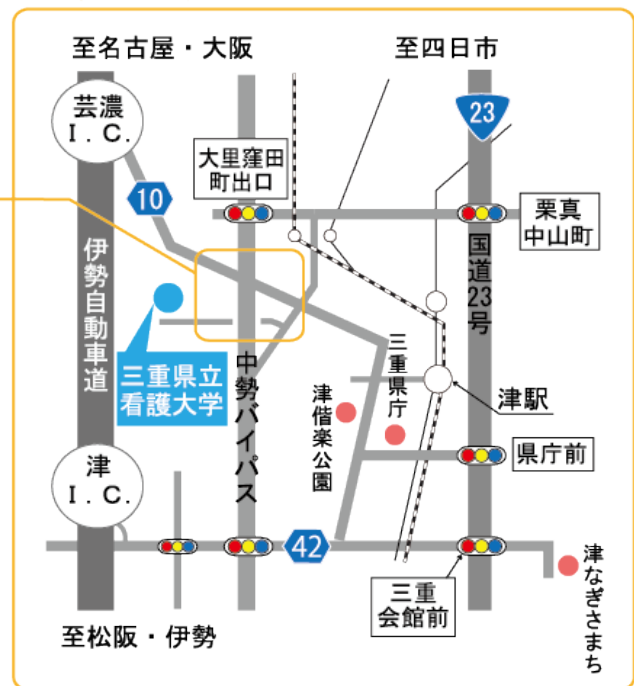 至名古屋・大阪
至四日市
芸濃
I.C.
23
大里窪田
町出口
10
栗真
中山町
伊勢自動車道
国道23号
三重県立
看護大学
中勢バイパス
三重県庁
津偕楽公園
津駅
津
I.C.
県庁前
42
三重
会館前
津なぎさまち
至松阪・伊勢